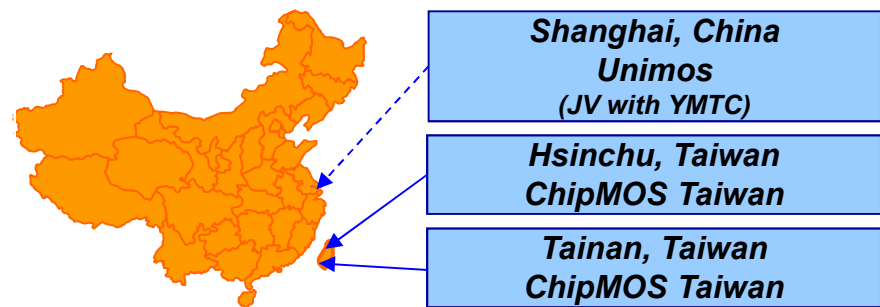 Shanghai, China
Unimos
(JV with YMTC)
Hsinchu, Taiwan
ChipMOS Taiwan
Tainan, Taiwan
ChipMOS Taiwan